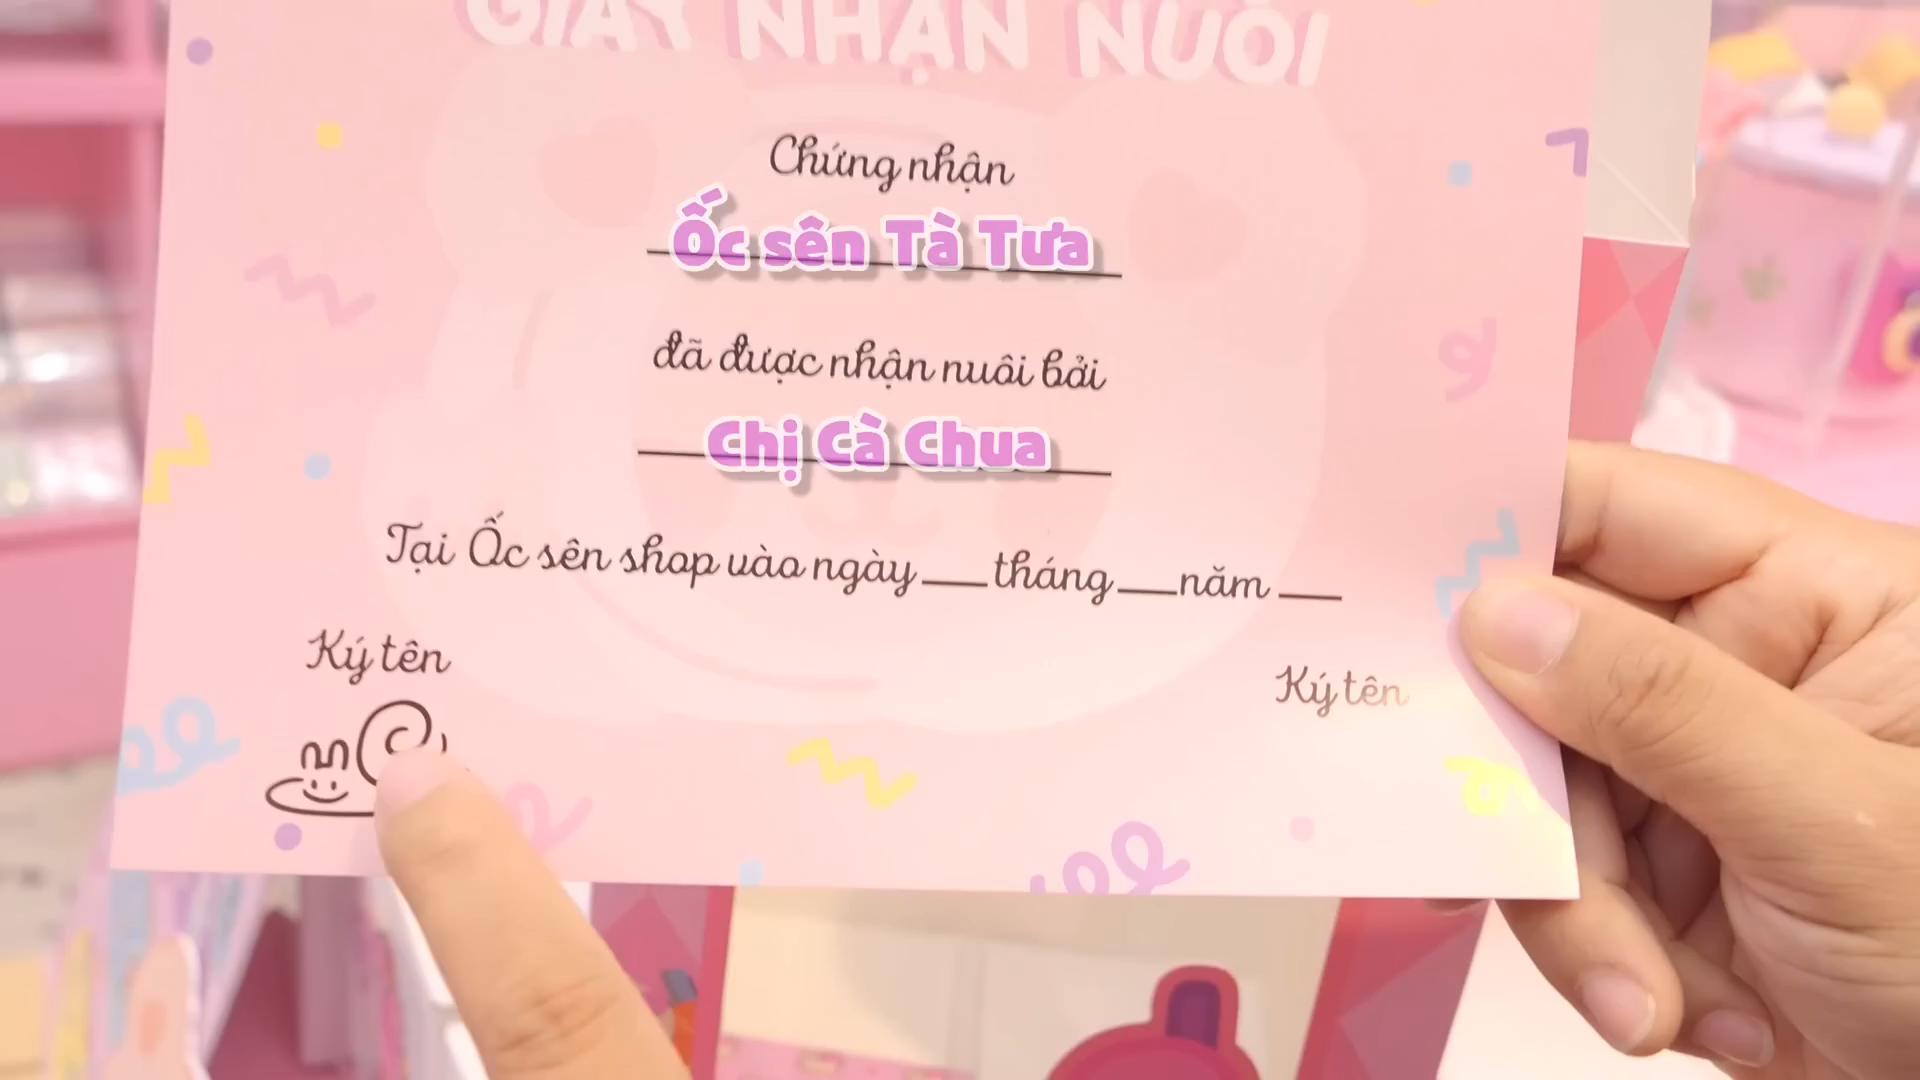 GIẤY NHẬN NUÔI
Chứng nhận
Ốc sên Tà Tưa
đã được nhận nuôi bởi
Chị Cà Chua
Tại Ốc sên shop vào ngày ___ tháng ___ năm ___
Ký tên
Ký tên